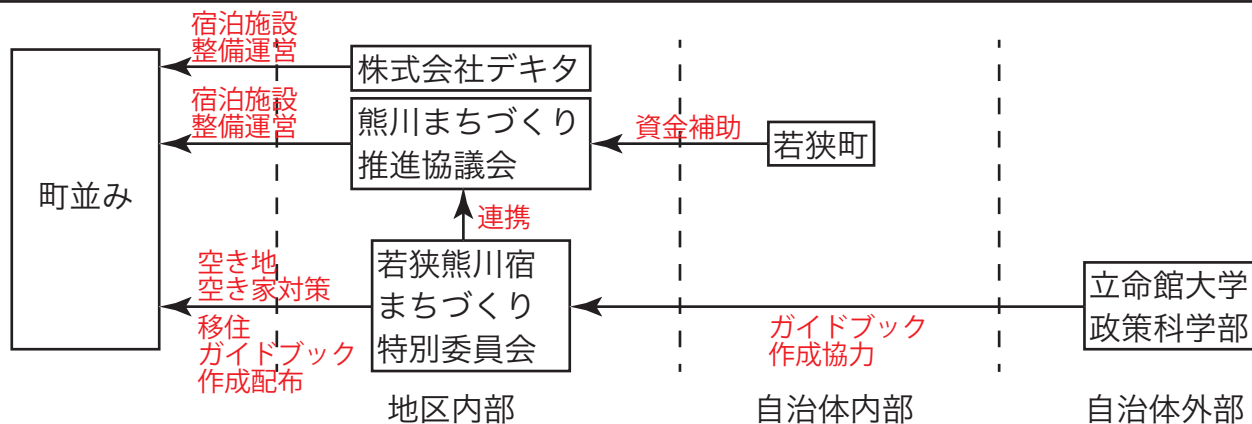 宿泊施設
整備運営
株式会社デキタ
宿泊施設
整備運営
熊川まちづくり
推進協議会
資金補助
若狭町
町並み
連携
空き地
空き家対策
移住
ガイドブック
作成配布
若狭熊川宿
まちづくり
特別委員会
ガイドブック
作成協力
立命館大学
政策科学部
地区内部
自治体内部
自治体外部